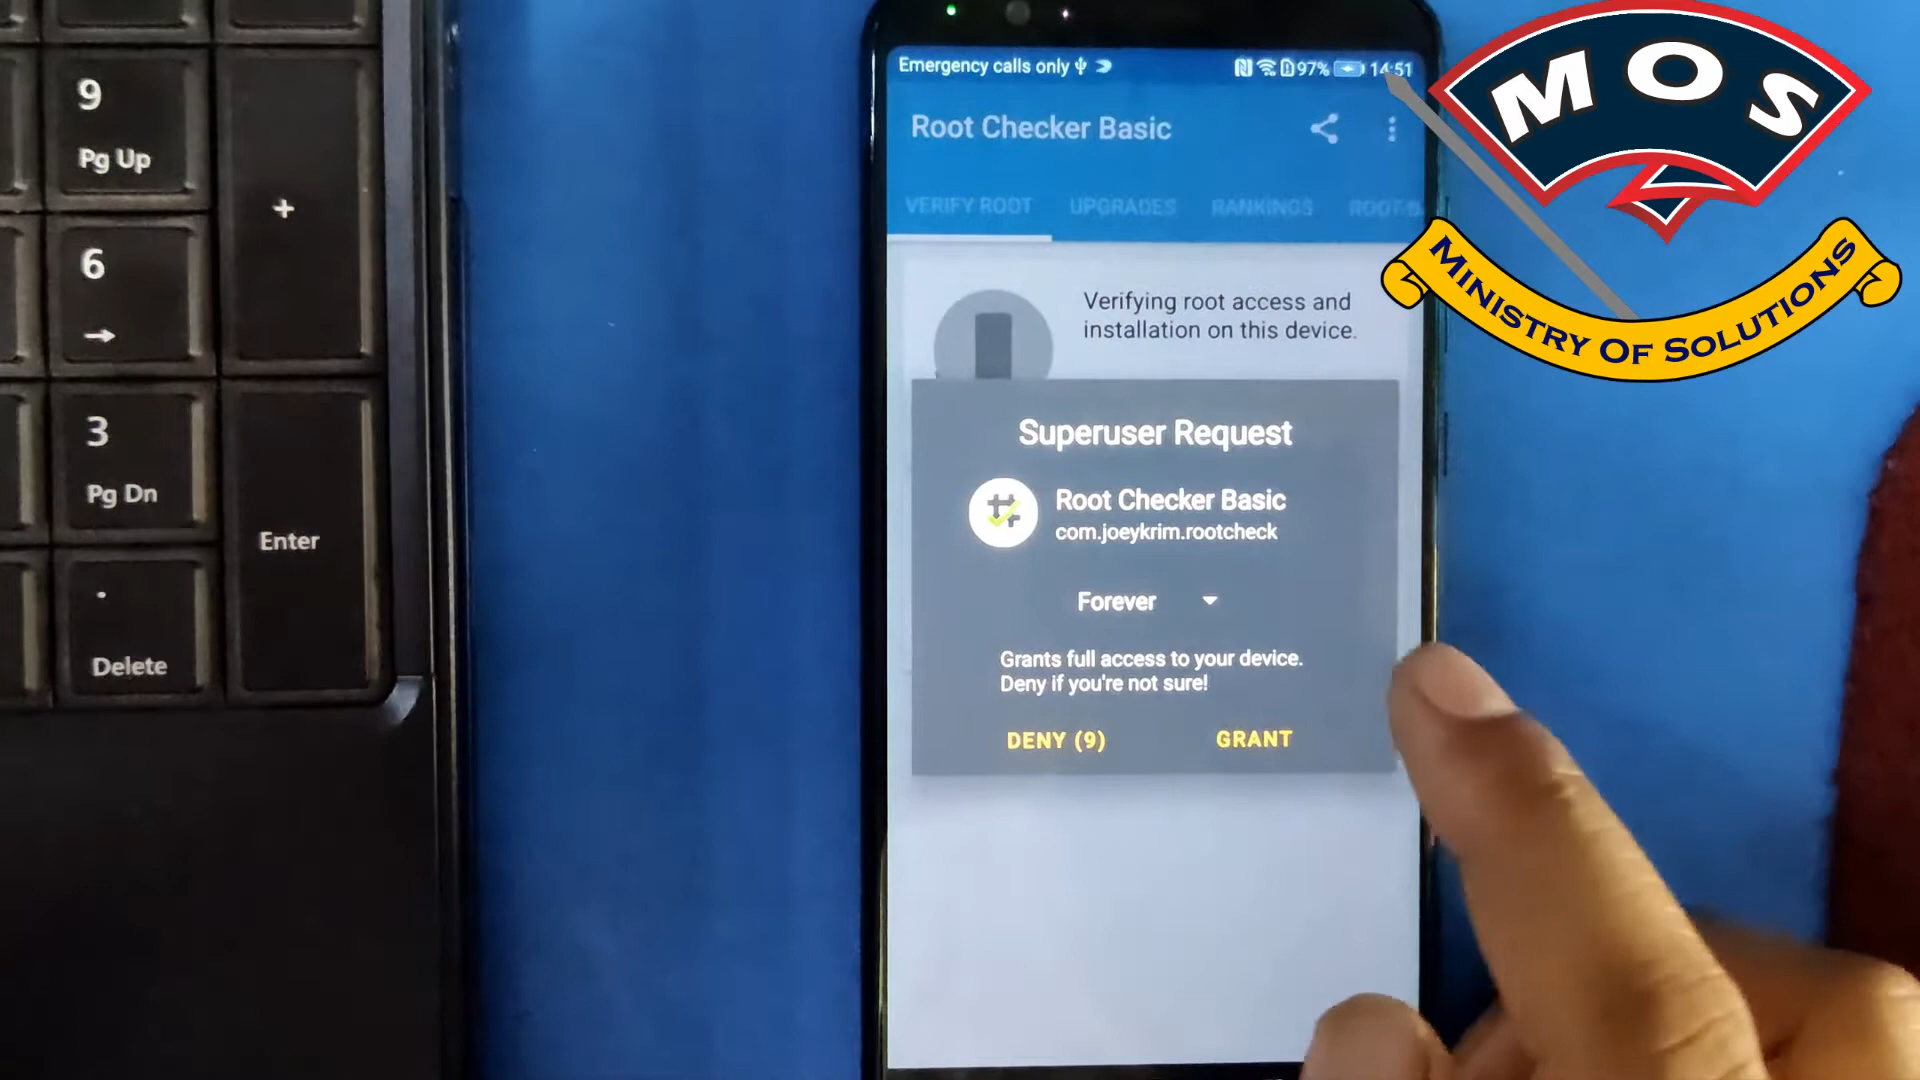 9
Pg Up
+
6
3
Pg Dn
Enter
.
Delete
Emergency calls only
97%
14:51
Root Checker Basic
VERIFY ROOT
UPGRADES
RANKINGS
Verifying root access and
installation on this device.
Superuser Request
Root Checker Basic
com.joeykrim.rootcheck
Forever
Grants full access to your device.
Deny if you're not sure!
DENY (9)
GRANT
MOS
MINISTRY OF SOLUTIONS